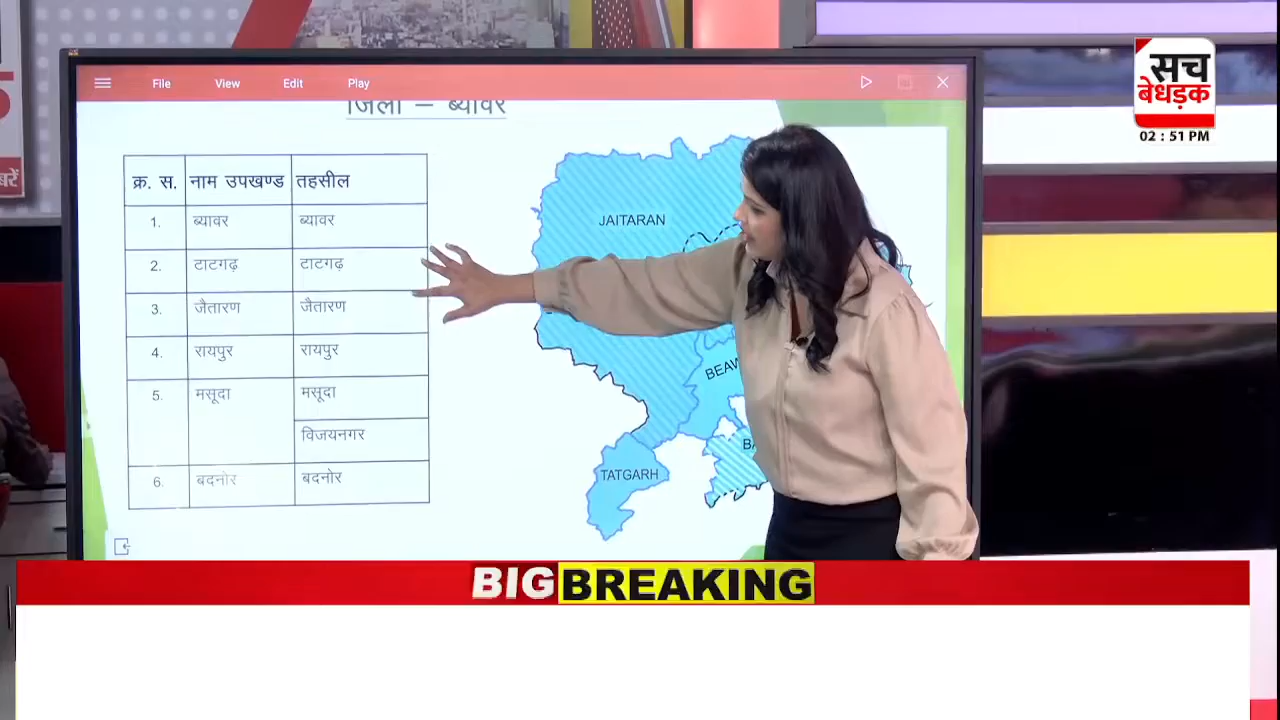 सच
बेधड़क
02 : 51 PM
File View Edit Play
जिला – ब्यावर
क्र. स. नाम उपखण्ड तहसील
1. ब्यावर ब्यावर
2. टाटगढ़ टाटगढ़
3. जैतारण जैतारण
4. रायपुर रायपुर
5. मसूदा मसूदा
विजयनगर
6. बदनोर बदनोर
JAITARAN
TATGARH
BIG BREAKING